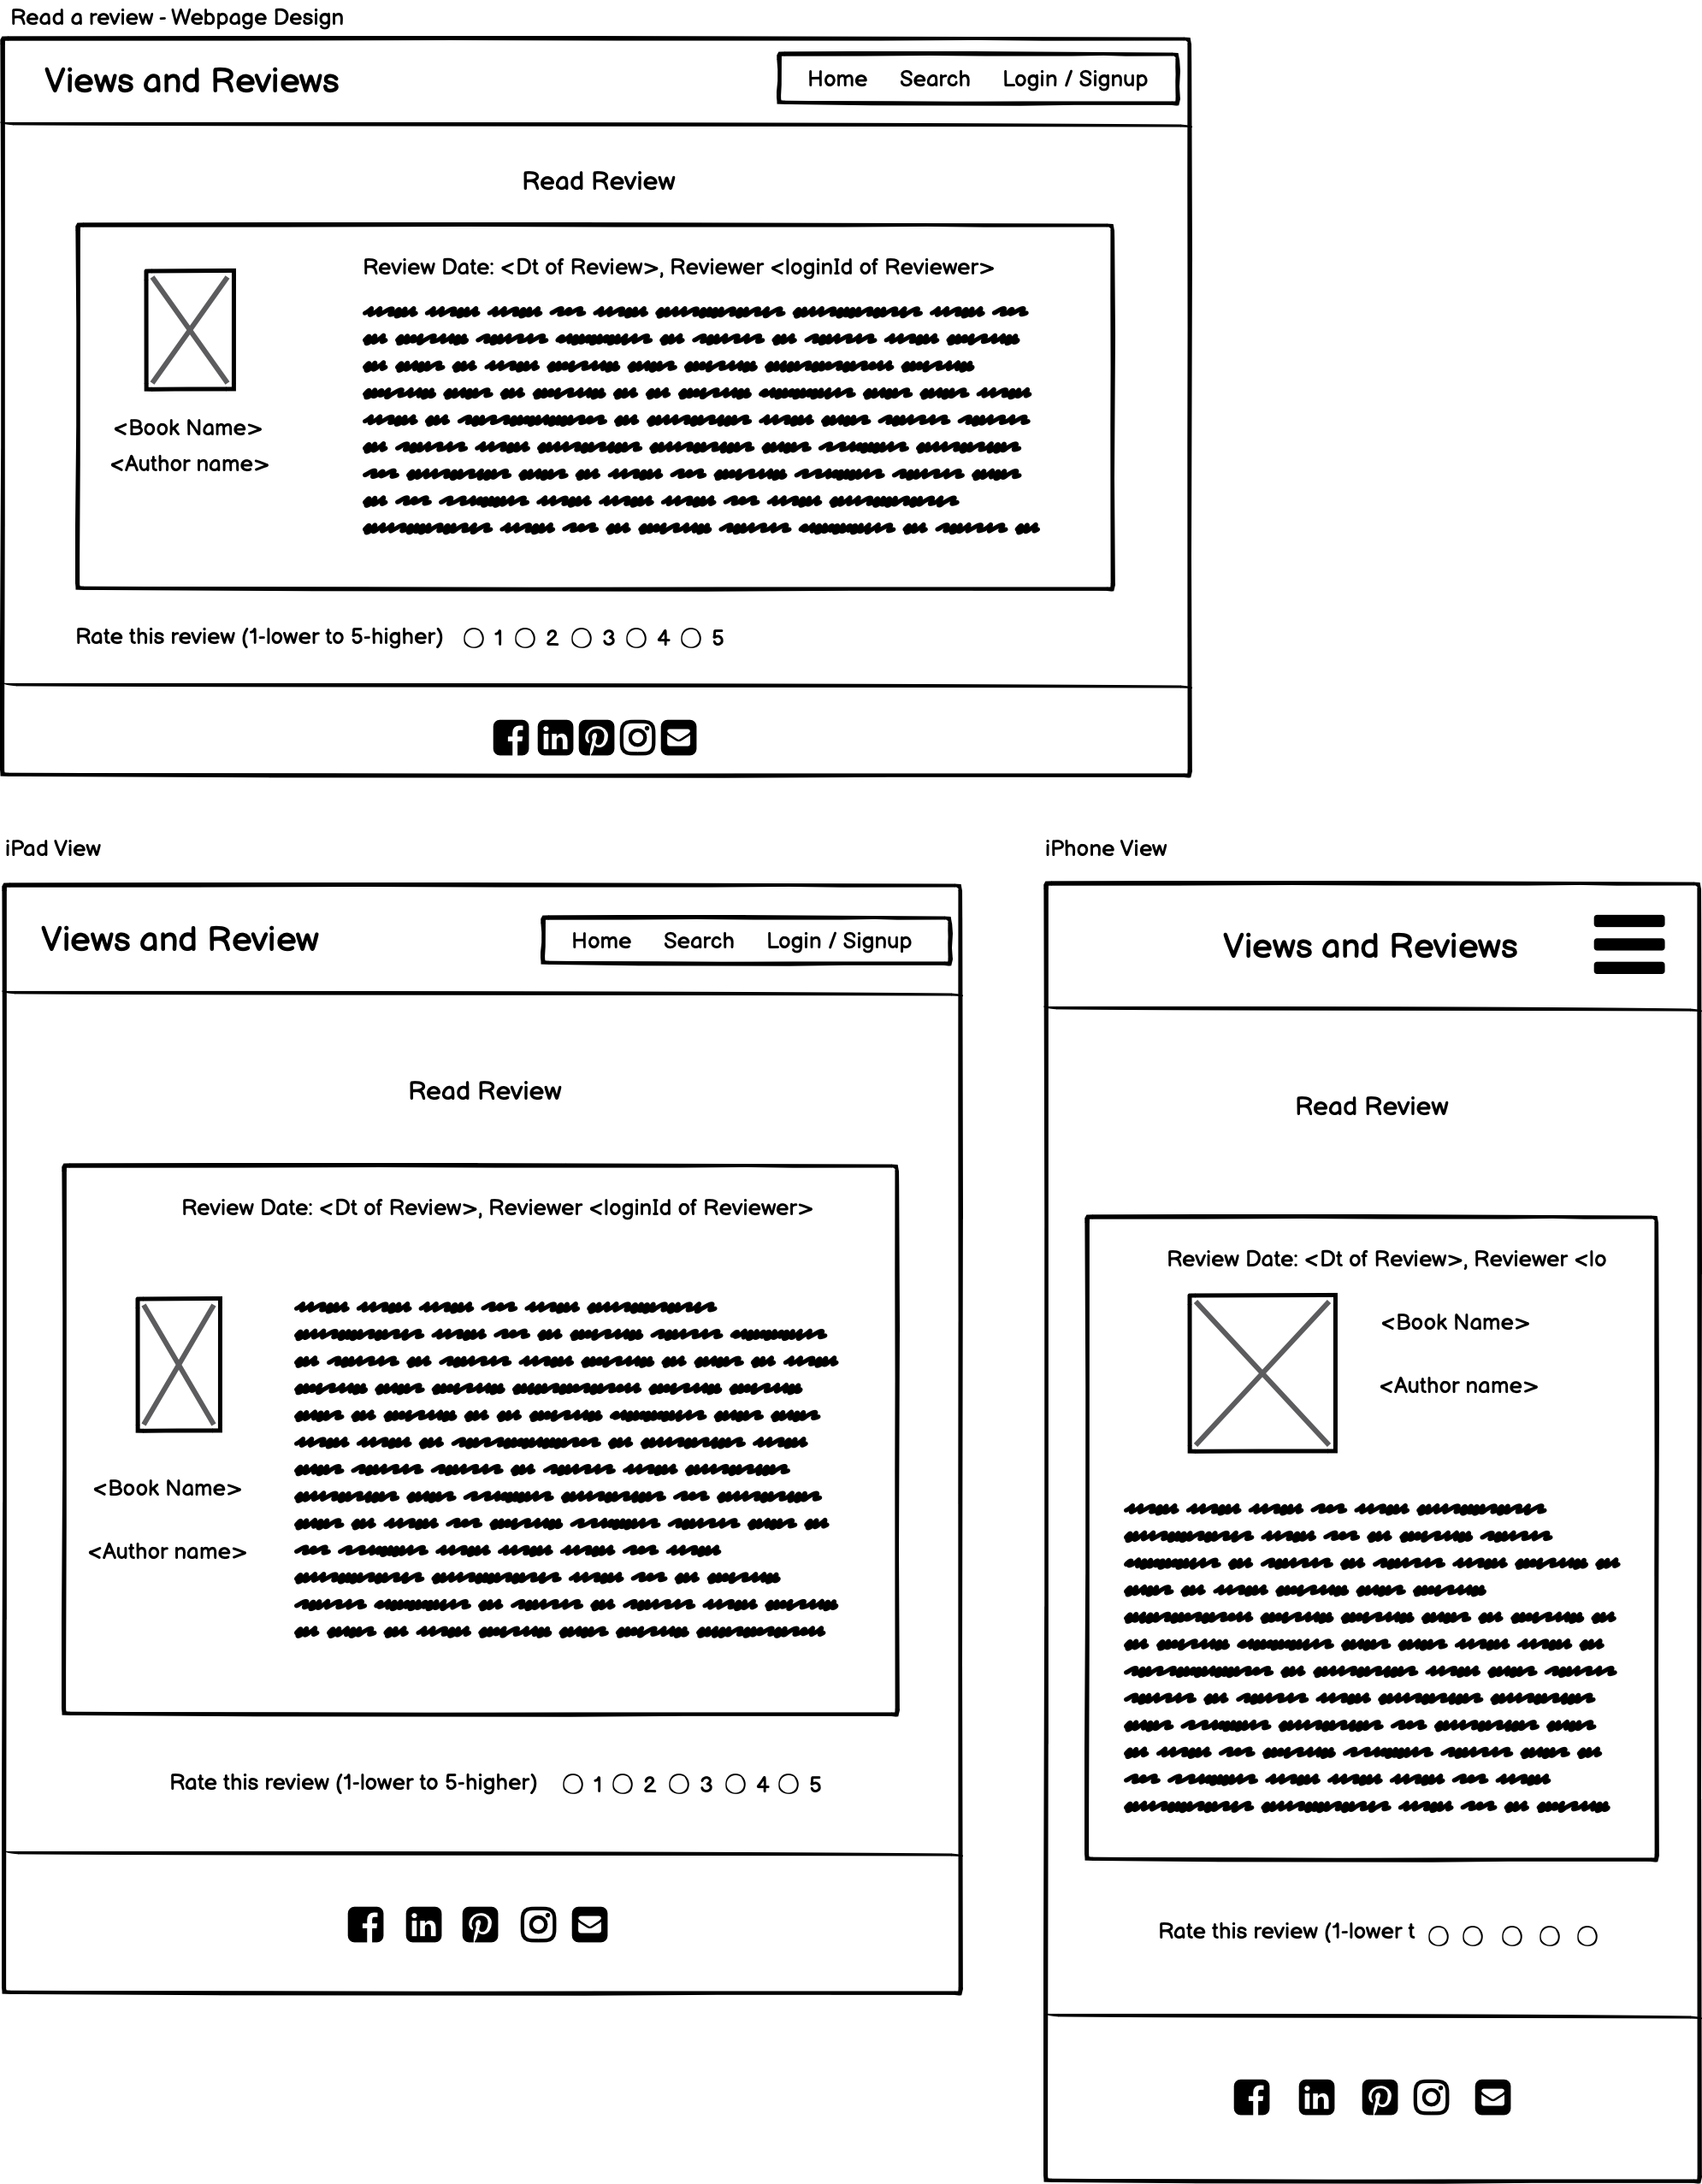 Read a review - Webpage Design
Views and Reviews
Home Search Login / Signup
Read Review
Review Date: <Dt of Review>, Reviewer <loginId of Reviewer>
<Book Name>
<Author name>
Rate this review (1-lower to 5-higher) 1 2 3 4 5
iPad View
Views and Review
Home Search Login / Signup
Read Review
Review Date: <Dt of Review>, Reviewer <loginId of Reviewer>
<Book Name>
<Author name>
Rate this review (1-lower to 5-higher) 1 2 3 4 5
iPhone View
Views and Reviews
Read Review
Review Date: <Dt of Review>, Reviewer <lo
<Book Name>
<Author name>
Rate this review (1-lower t